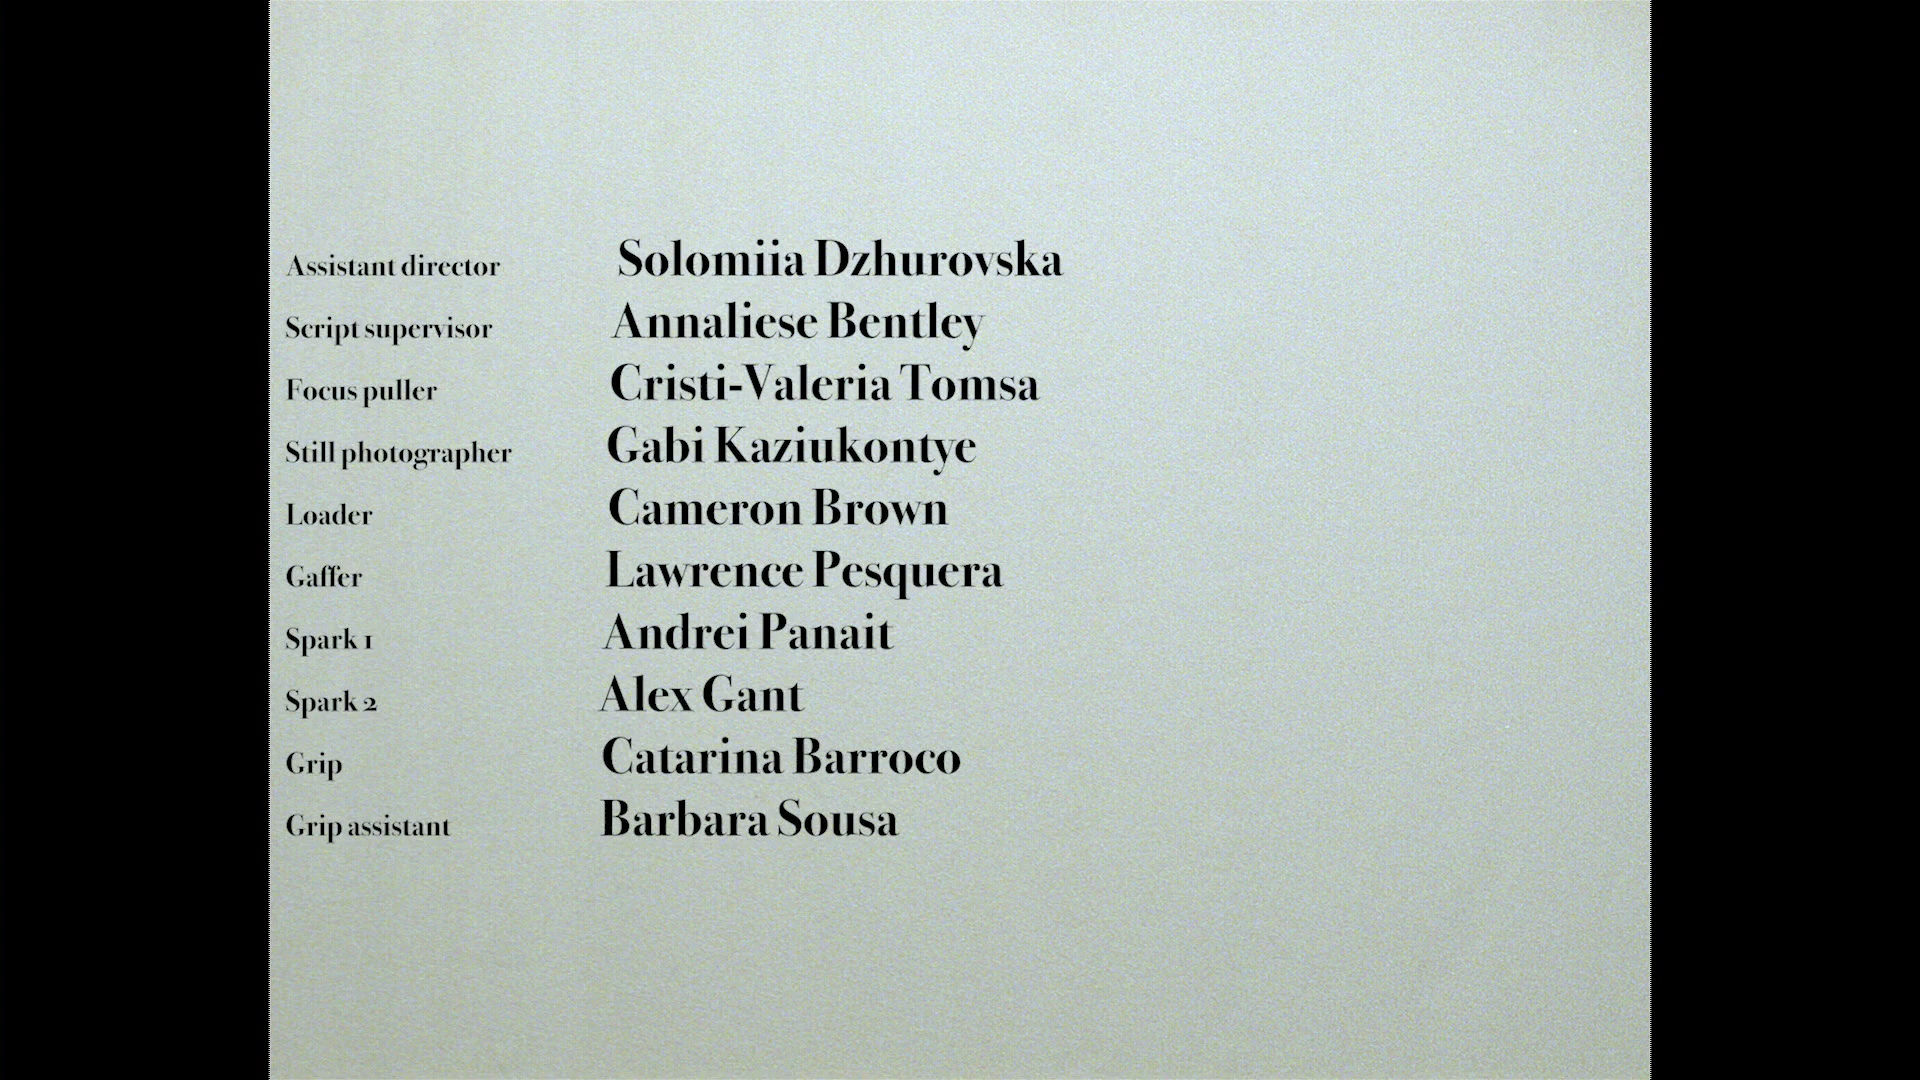 Assistant director Solomiia Dzhurovska
Script supervisor Annaliese Bentley
Focus puller Cristi-Valeria Tomsa
Still photographer Gabi Kaziukontye
Loader Cameron Brown
Gaffer Lawrence Pesquera
Spark 1 Andrei Panait
Spark 2 Alex Gant
Grip Catarina Barroco
Grip assistant Barbara Sousa